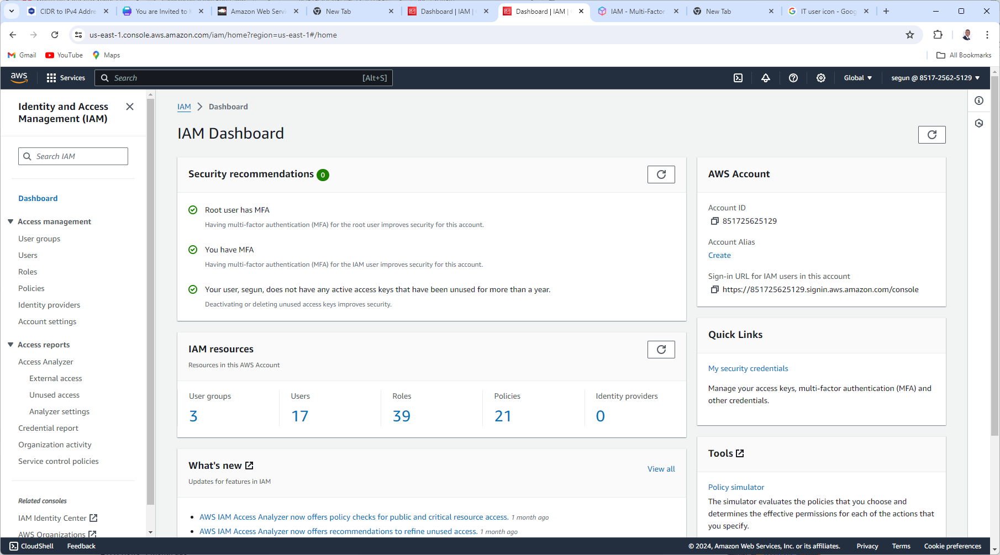 CIDR to IPv4 Addre
You are Invited to
Amazon Web Servi
New Tab
Dashboard | IAM |
Dashboard | IAM |
IAM - Multi-Factor
New Tab
IT user icon - Goog
us-east-1.console.aws.amazon.com/iam/home?region=us-east-1#/home
Gmail
YouTube
Maps
All Bookmarks
aws
Services
Search
[Alt+S]
Global
segun @ 8517-2562-5129
Identity and Access
Management (IAM)
Search IAM
Dashboard
Access management
User groups
Users
Roles
Policies
Identity providers
Account settings
Access reports
Access Analyzer
External access
Unused access
Analyzer settings
Credential report
Organization activity
Service control policies
Related consoles
IAM Identity Center
AWS Organizations
IAM
Dashboard
IAM Dashboard
Security recommendations 0
Root user has MFA
Having multi-factor authentication (MFA) for the root user improves security for this account.
You have MFA
Having multi-factor authentication (MFA) for the IAM user improves security for this account.
Your user, segun, does not have any active access keys that have been unused for more than a year.
Deactivating or deleting unused access keys improves security.
IAM resources
Resources in this AWS Account
User groups
3
Users
17
Roles
39
Policies
21
Identity providers
0
What's new
View all
Updates for features in IAM
AWS IAM Access Analyzer now offers policy checks for public and critical resource access. 1 month ago
AWS IAM Access Analyzer now offers recommendations to refine unused access. 1 month ago
AWS Account
Account ID
851725625129
Account Alias
Create
Sign-in URL for IAM users in this account
https://851725625129.signin.aws.amazon.com/console
Quick Links
My security credentials
Manage your access keys, multi-factor authentication (MFA) and
other credentials.
Tools
Policy simulator
The simulator evaluates the policies that you choose and
determines the effective permissions for each of the actions that
you specify.
CloudShell
Feedback
© 2024, Amazon Web Services, Inc. or its affiliates.
Privacy
Terms
Cookie preferences